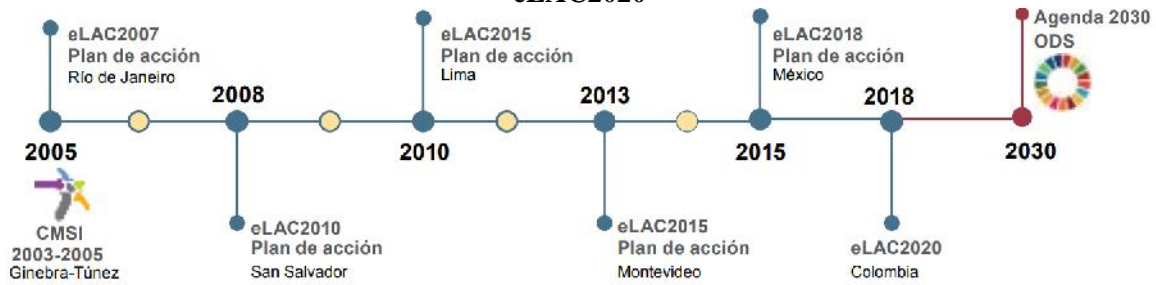 eLAC2020
eLAC2007
Plan de acción
Río de Janeiro
eLAC2015
Plan de acción
Lima
eLAC2018
Plan de acción
México
Agenda 2030
ODS
2008
2013
2018
2005
2010
2015
2030
CMSI
2003-2005
Ginebra-Túnez
eLAC2010
Plan de acción
San Salvador
eLAC2015
Plan de acción
Montevideo
eLAC2020
Colombia